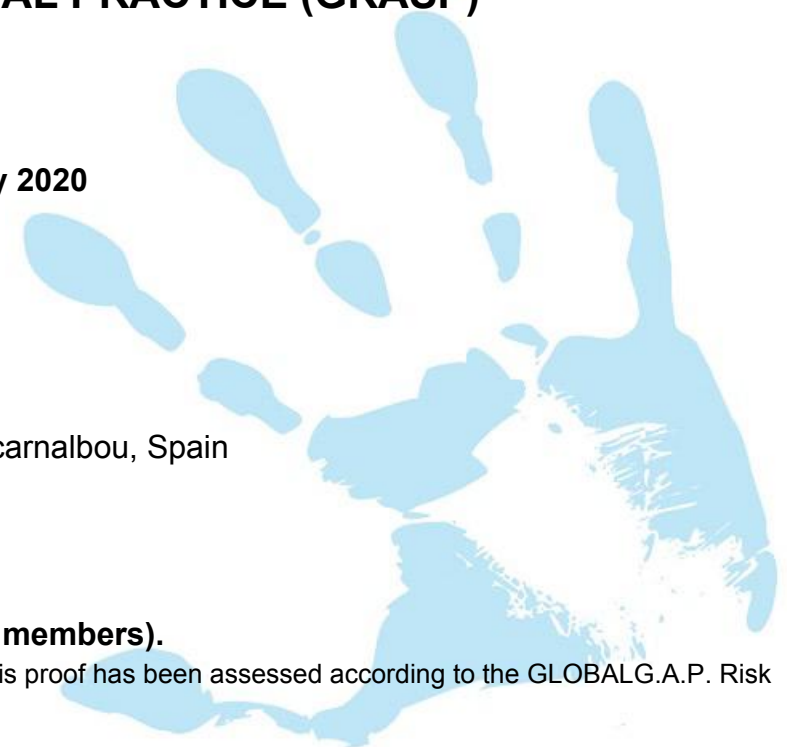 AL PRACTICE (GRASP)
y 2020
carnalbou, Spain
members).
is proof has been assessed according to the GLOBALG.A.P. Risk